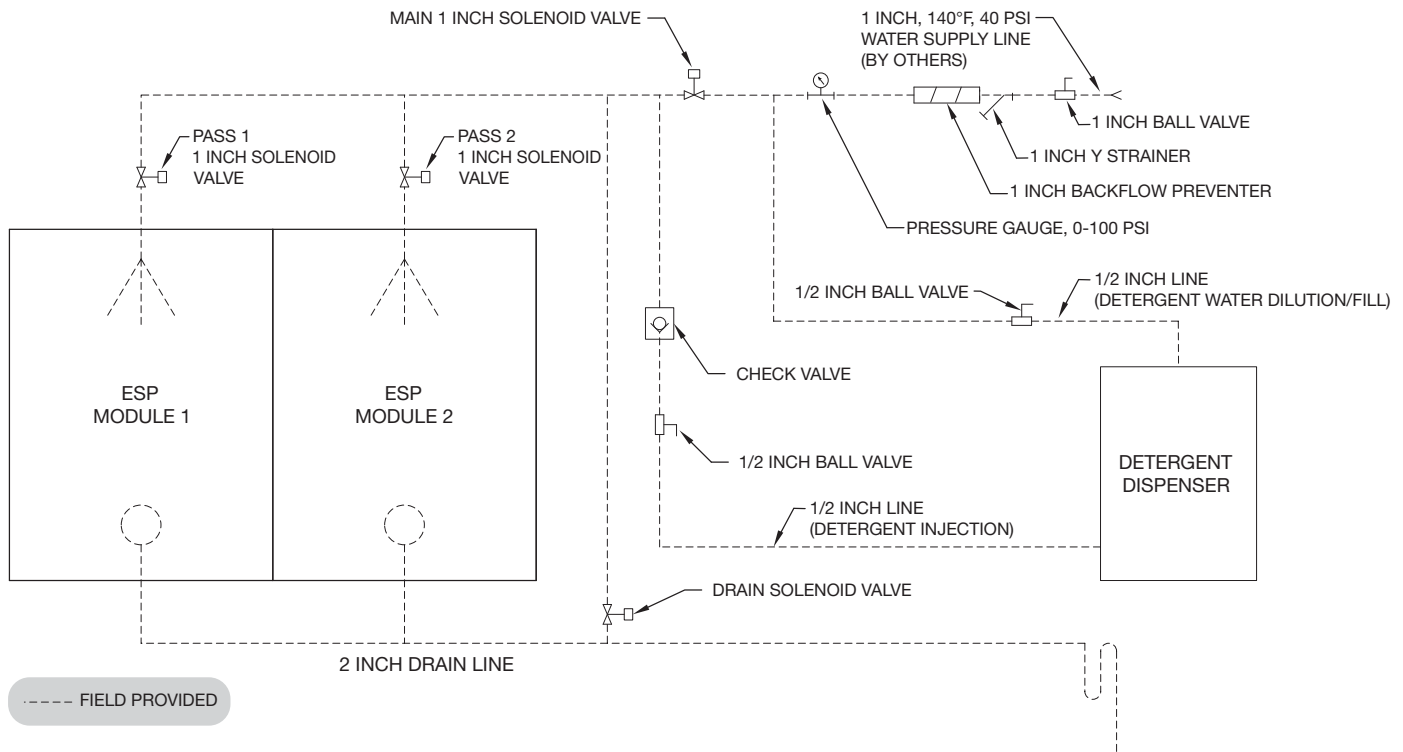 MAIN 1 INCH SOLENOID VALVE
1 INCH, 140°F, 40 PSI
WATER SUPPLY LINE
(BY OTHERS)
1 INCH BALL VALVE
PASS 1
1 INCH SOLENOID
VALVE
PASS 2
1 INCH SOLENOID
VALVE
1 INCH Y STRAINER
1 INCH BACKFLOW PREVENTER
PRESSURE GAUGE, 0-100 PSI
1/2 INCH BALL VALVE
1/2 INCH LINE
(DETERGENT WATER DILUTION/FILL)
CHECK VALVE
ESP
MODULE 1
ESP
MODULE 2
1/2 INCH BALL VALVE
DETERGENT
DISPENSER
1/2 INCH LINE
(DETERGENT INJECTION)
DRAIN SOLENOID VALVE
2 INCH DRAIN LINE
FIELD PROVIDED